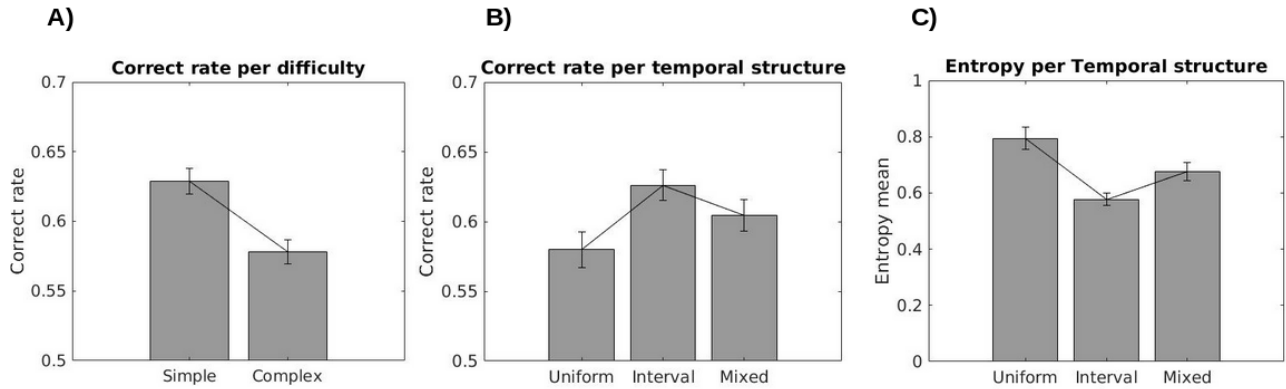 A)
Correct rate per difficulty
0.7
0.65
0.6
0.55
0.5
Correct rate
Simple Complex
B)
Correct rate per temporal structure
0.7
0.65
0.6
0.55
0.5
Correct rate
Uniform Interval Mixed
C)
Entropy per Temporal structure
1
0.8
0.6
0.4
0.2
0
Entropy mean
Uniform Interval Mixed